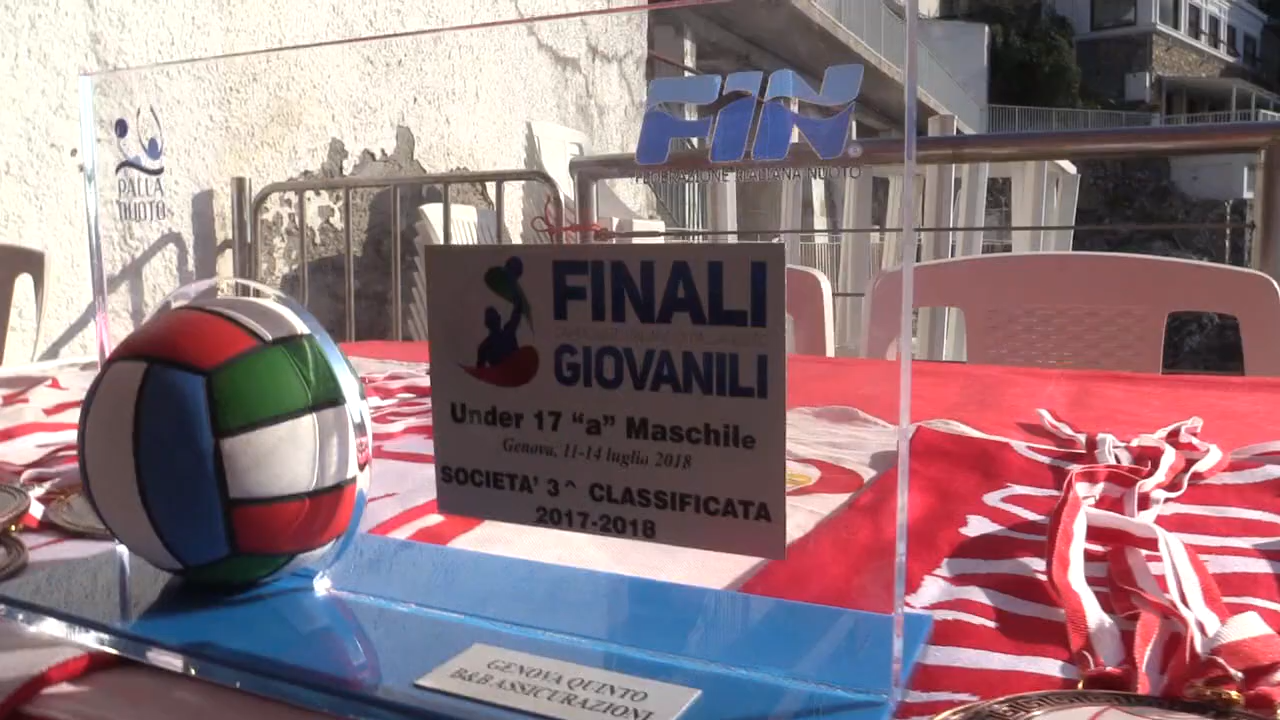 PALLA
NUOTO
FIN
FEDERAZIONE ITALIANA NUOTO
FINALI
GIOVANILI
Under 17 “a” Maschile
Genova, 11-14 luglio 2018
SOCIETA’ 3^ CLASSIFICATA
2017-2018
GENOVA QUINTO
B&B ASSICURAZIONI